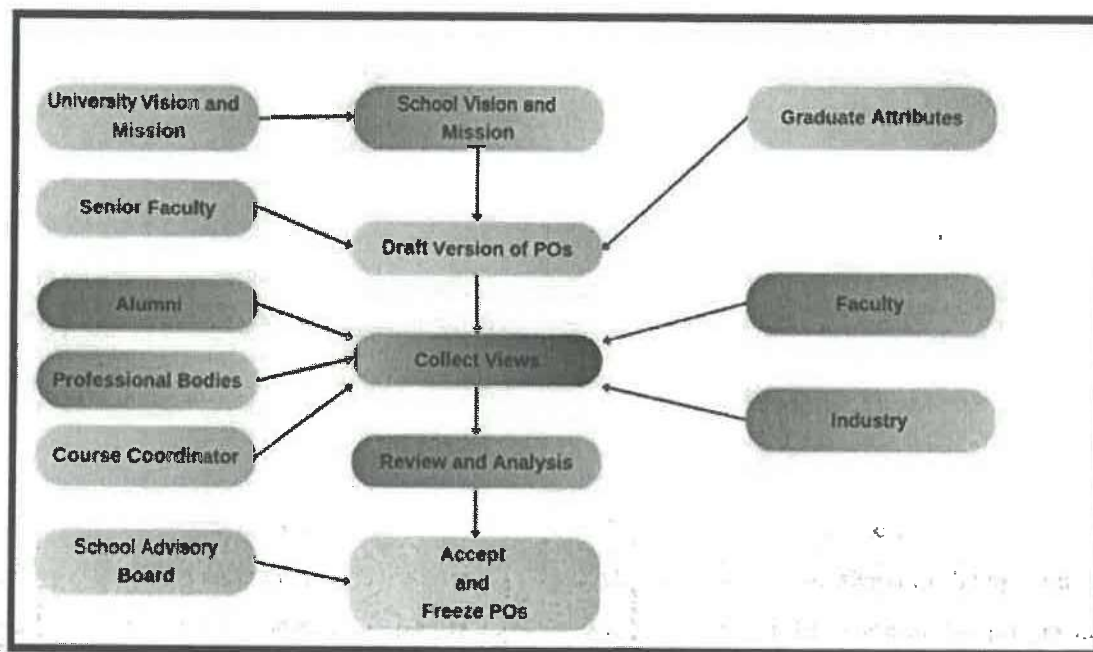 University Vision and
Mission
School Vision and
Mission
Graduate Attributes
Senior Faculty
Draft Version of POs
Alumni
Faculty
Collect Views
Professional Bodies
Industry
Course Coordinator
Review and Analysis
School Advisory
Board
Accept
and
Freeze POs